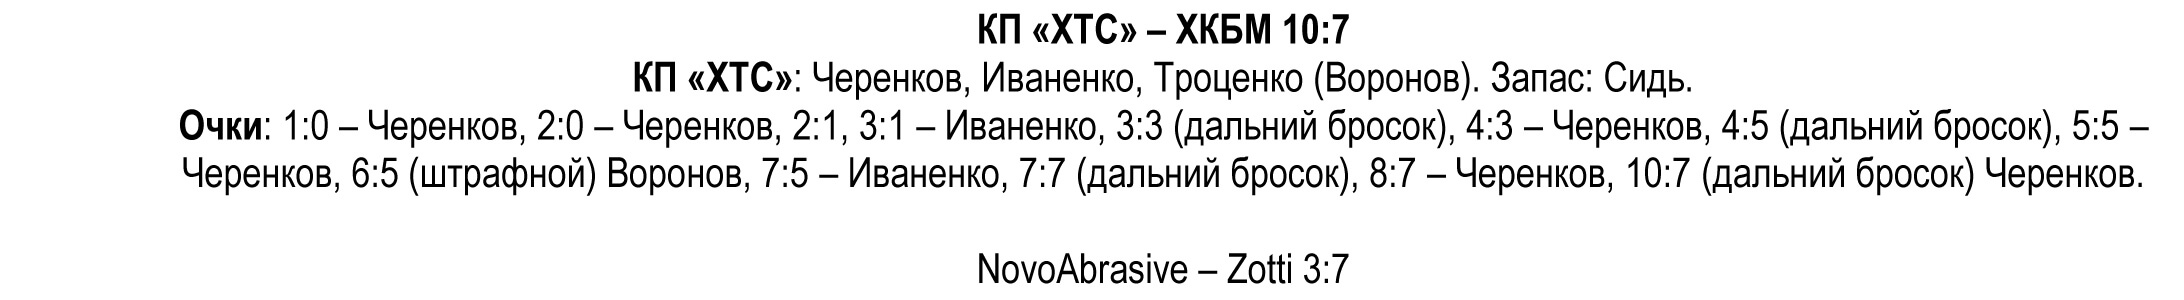 КП «ХТС» – ХКБМ 10:7
КП «ХТС»: Черенков, Иваненко, Троценко (Воронов). Запас: Сидь.
Очки: 1:0 – Черенков, 2:0 – Черенков, 2:1, 3:1 – Иваненко, 3:3 (дальний бросок), 4:3 – Черенков, 4:5 (дальний бросок), 5:5 –
Черенков, 6:5 (штрафной) Воронов, 7:5 – Иваненко, 7:7 (дальний бросок), 8:7 – Черенков, 10:7 (дальний бросок) Черенков.
NovoAbrasive – Zotti 3:7